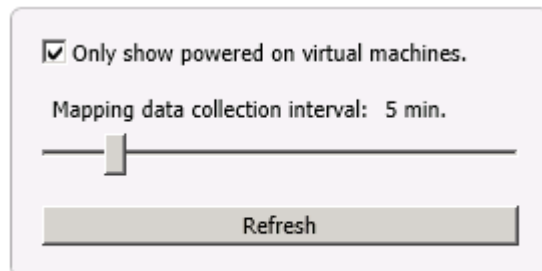 Only show powered on virtual machines.
Mapping data collection interval: 5 min.
Refresh